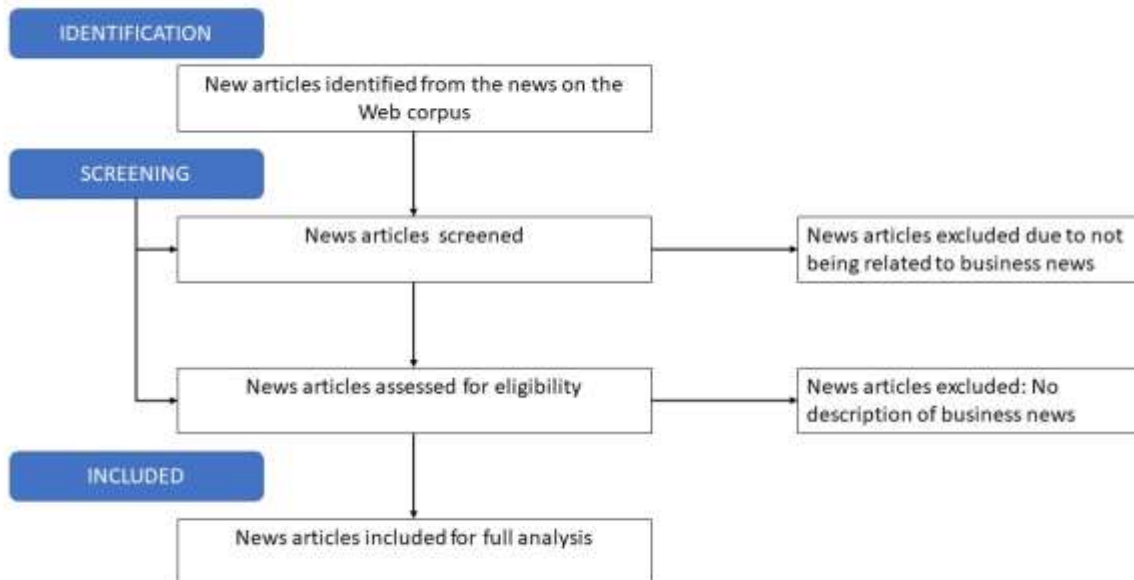 IDENTIFICATION
New articles identified from the news on the
Web corpus
SCREENING
News articles screened
News articles excluded due to not
being related to business news
News articles assessed for eligibility
News articles excluded: No
description of business news
INCLUDED
News articles included for full analysis